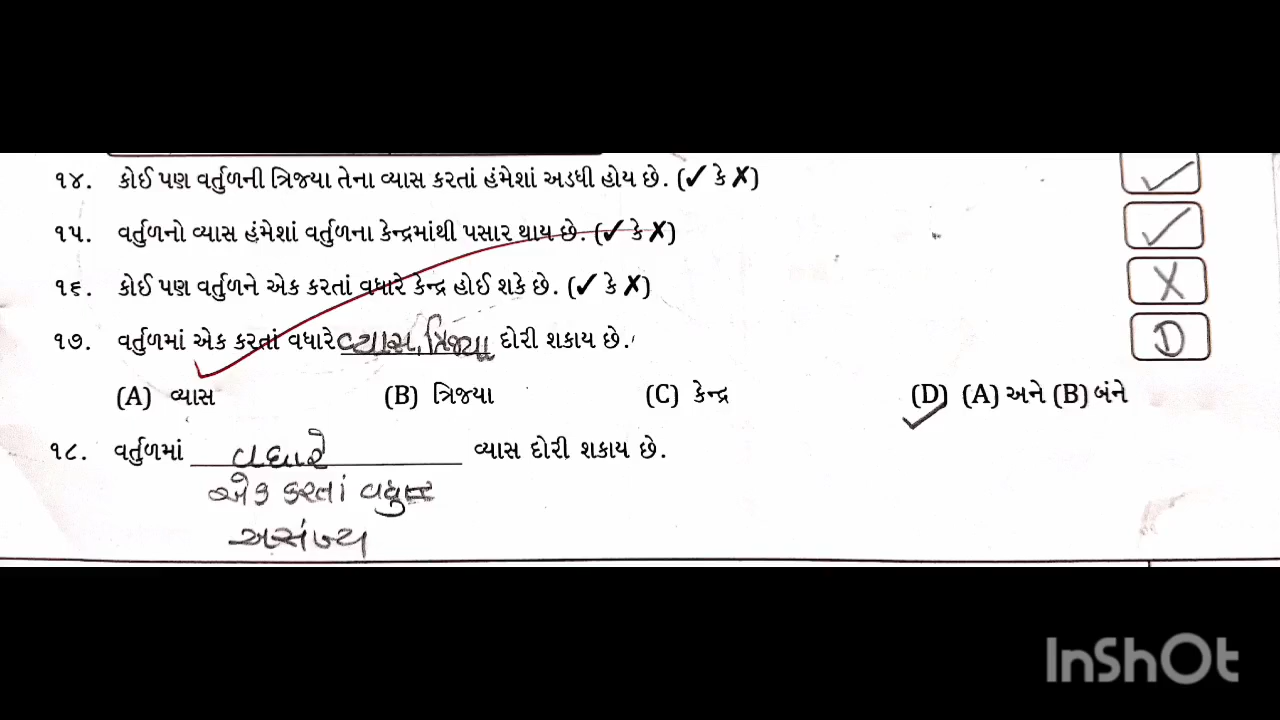 ૧૪. કોઈ પણ વર્તુળની ત્રિજ્યા તેના વ્યાસ કરતાં હંમેશાં અડધી હોય છે. (✓ કે ✗) ✓
૧૫. વર્તુળનો વ્યાસ હંમેશાં વર્તુળના કેન્દ્રમાંથી પસાર થાય છે. (✓ કે ✗) ✓
૧૬. કોઈ પણ વર્તુળને એક કરતાં વધારે કેન્દ્ર હોઈ શકે છે. (✓ કે ✗) X
૧૭. વર્તુળમાં એક કરતાં વધારે વ્યાસ, ત્રિજ્યા દોરી શકાય છે. D
(A) વ્યાસ (B) ત્રિજ્યા (C) કેન્દ્ર (D) (A) અને (B) બંને
૧૮. વર્તુળમાં વધારે વ્યાસ દોરી શકાય છે.
એક કરતાં વધુ
અસંખ્ય
InShOt